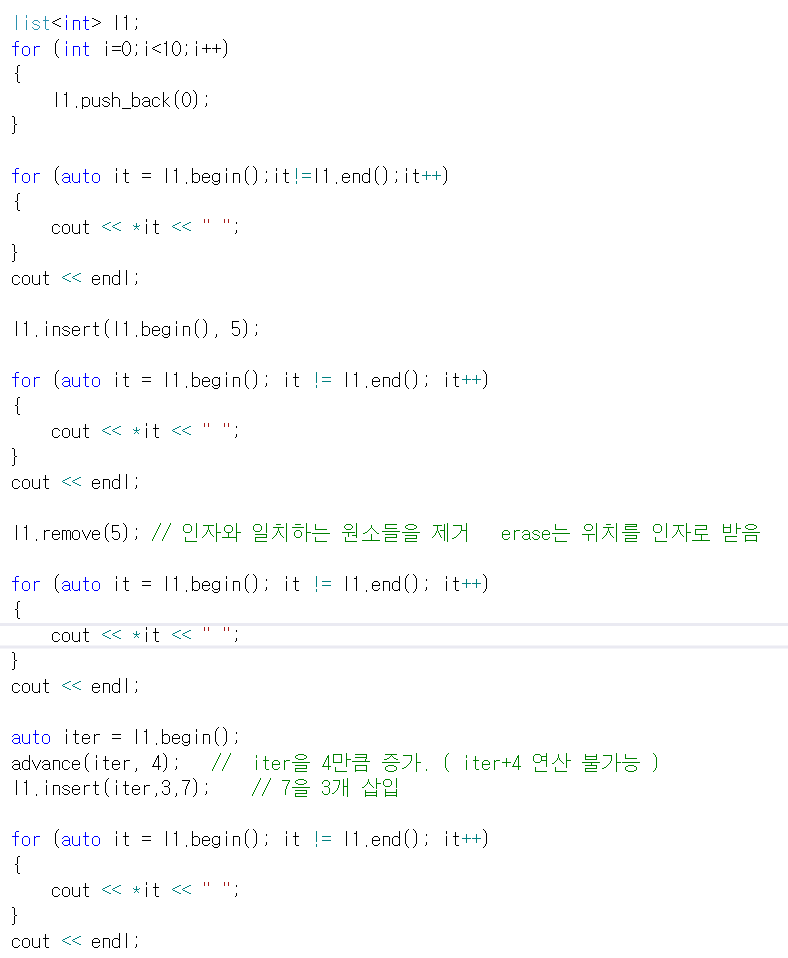 list<int> l1;
for (int i=0;i<10;i++)
{
    l1.push_back(0);
}

for (auto it = l1.begin();it!=l1.end();it++)
{
    cout << *it << " ";
}
cout << endl;

l1.insert(l1.begin(), 5);

for (auto it = l1.begin(); it != l1.end(); it++)
{
    cout << *it << " ";
}
cout << endl;

l1.remove(5); // 인자와 일치하는 원소들을 제거   erase는 위치를 인자로 받음

for (auto it = l1.begin(); it != l1.end(); it++)
{
    cout << *it << " ";
}
cout << endl;

auto iter = l1.begin();
advance(iter, 4);   //  iter을 4만큼 증가. ( iter+4 연산 불가능 )
l1.insert(iter,3,7);    // 7을 3개 삽입

for (auto it = l1.begin(); it != l1.end(); it++)
{
    cout << *it << " ";
}
cout << endl;